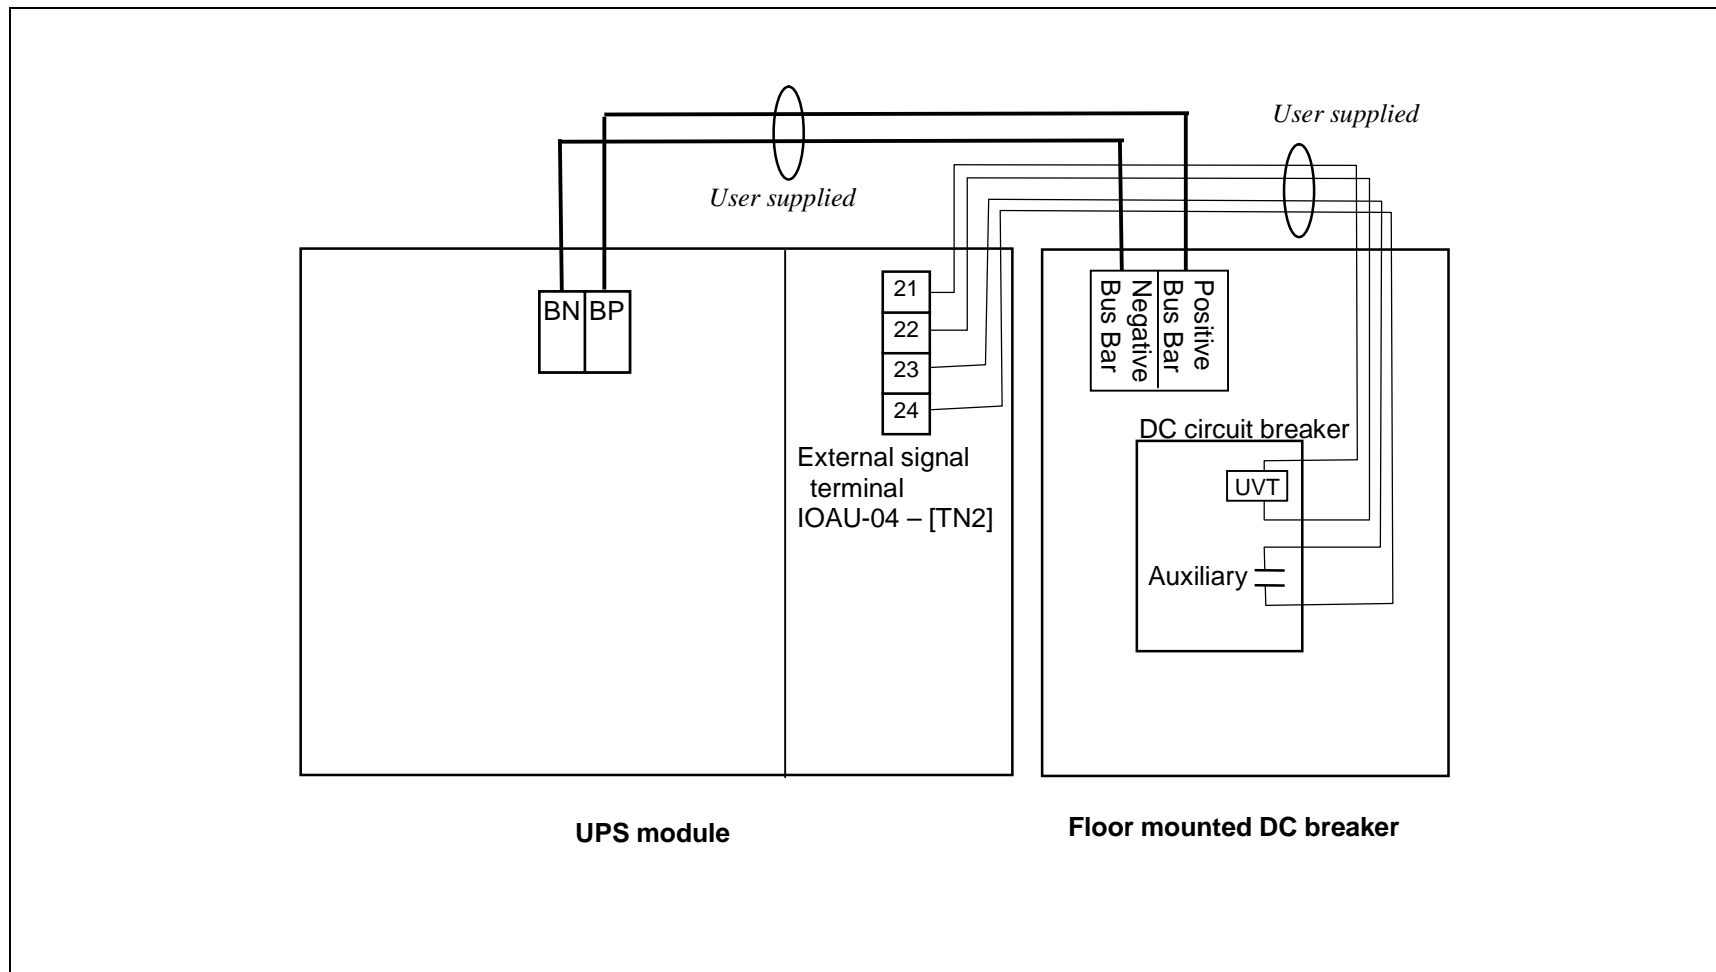 User supplied
User supplied
BN BP
21
22
23
24
Positive
Bus Bar
Negative
Bus Bar
External signal
terminal
IOAU-04 – [TN2]
DC circuit breaker
UVT
Auxiliary
UPS module
Floor mounted DC breaker